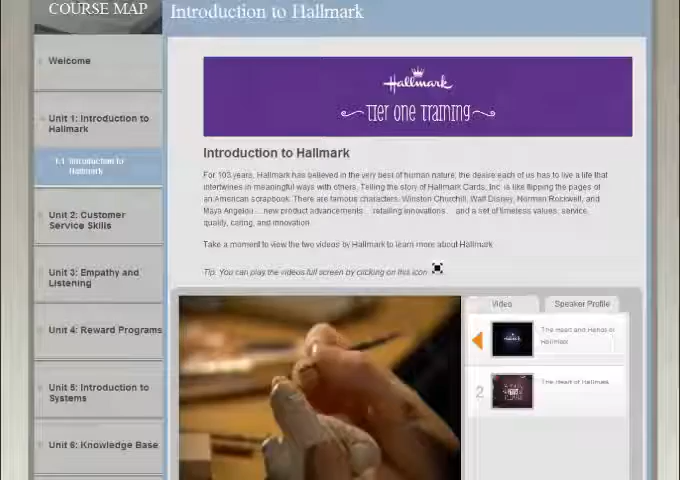 COURSE MAP
Introduction to Hallmark
Welcome
Unit 1: Introduction to
Hallmark
1.1 Introduction to
Hallmark
Unit 2: Customer
Service Skills
Unit 3: Empathy and
Listening
Unit 4: Reward Programs
Unit 5: Introduction to
Systems
Unit 6: Knowledge Base
Hallmark
TIER ONE TRAINING
Introduction to Hallmark
For 103 years, Hallmark has believed in the very best of human nature; the desire each of us has to live a life that
intertwines in meaningful ways with others. Telling the story of Hallmark Cards, Inc. is like flipping the pages of
an American scrapbook. There are famous characters: Winston Churchill, Walt Disney, Norman Rockwell, and
Maya Angelou ... new product advancements ... retailing innovations ... and a set of timeless values: service,
quality, caring, and innovation.
Take a moment to view the two videos by Hallmark to learn more about Hallmark
Tip: You can play the videos full screen by clicking on this icon
Video
Speaker Profile
The Heart and Hands of
Hallmark
2
The Heart of Hallmark